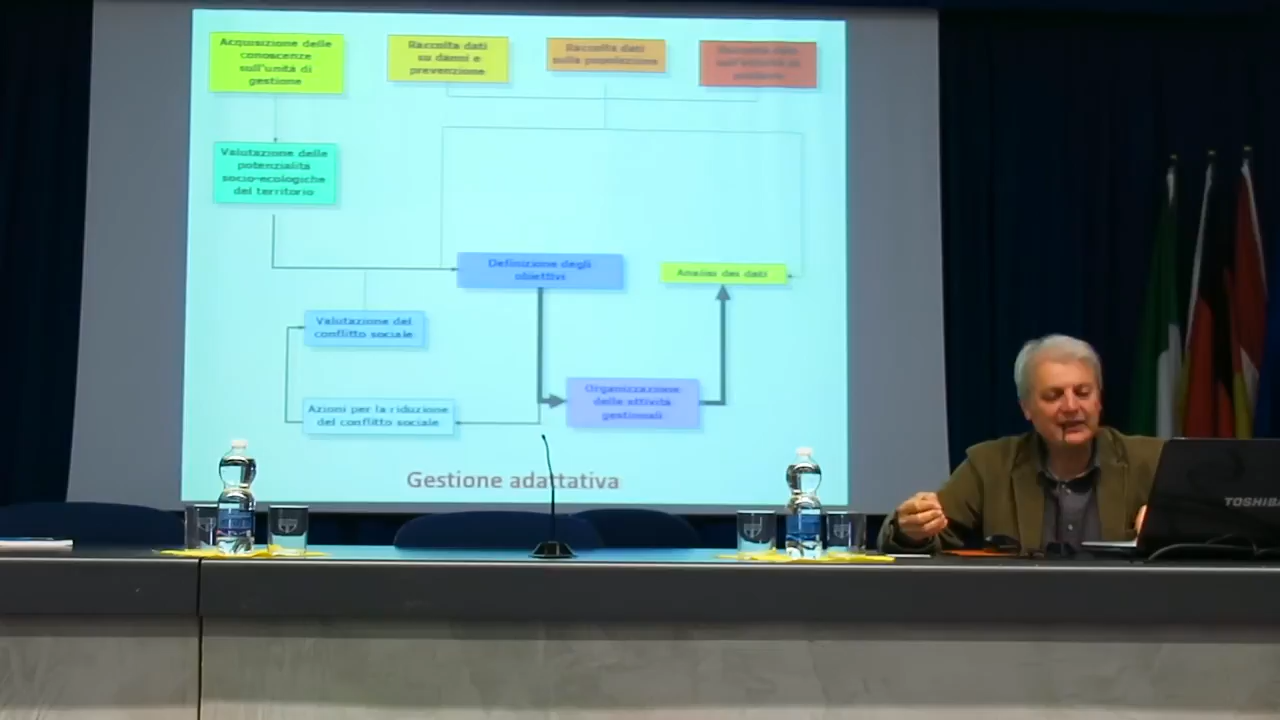 Acquisizione delle
conoscenze
sull'unità di
gestione
Raccolta dati
su danni e
prevenzione
Raccolta dati
sulla popolazione
Valutazione delle
potenzialità
socio-ecologiche
del territorio
Definizione degli
obiettivi
Analisi dei dati
Valutazione del
conflitto sociale
Organizzazione
delle attività
gestionali
Azioni per la riduzione
del conflitto sociale
Gestione adattativa
TOSHIBA